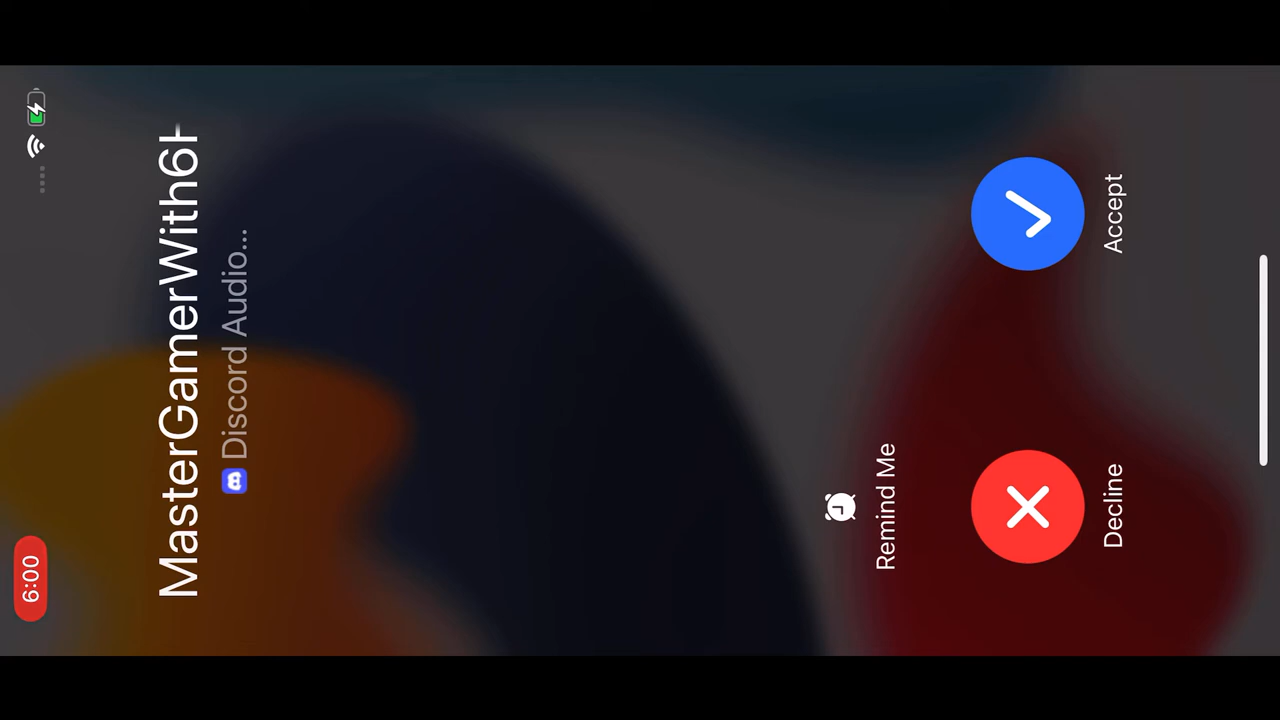 6:00
MasterGamerWith6
Discord Audio...
Remind Me
Decline
Accept